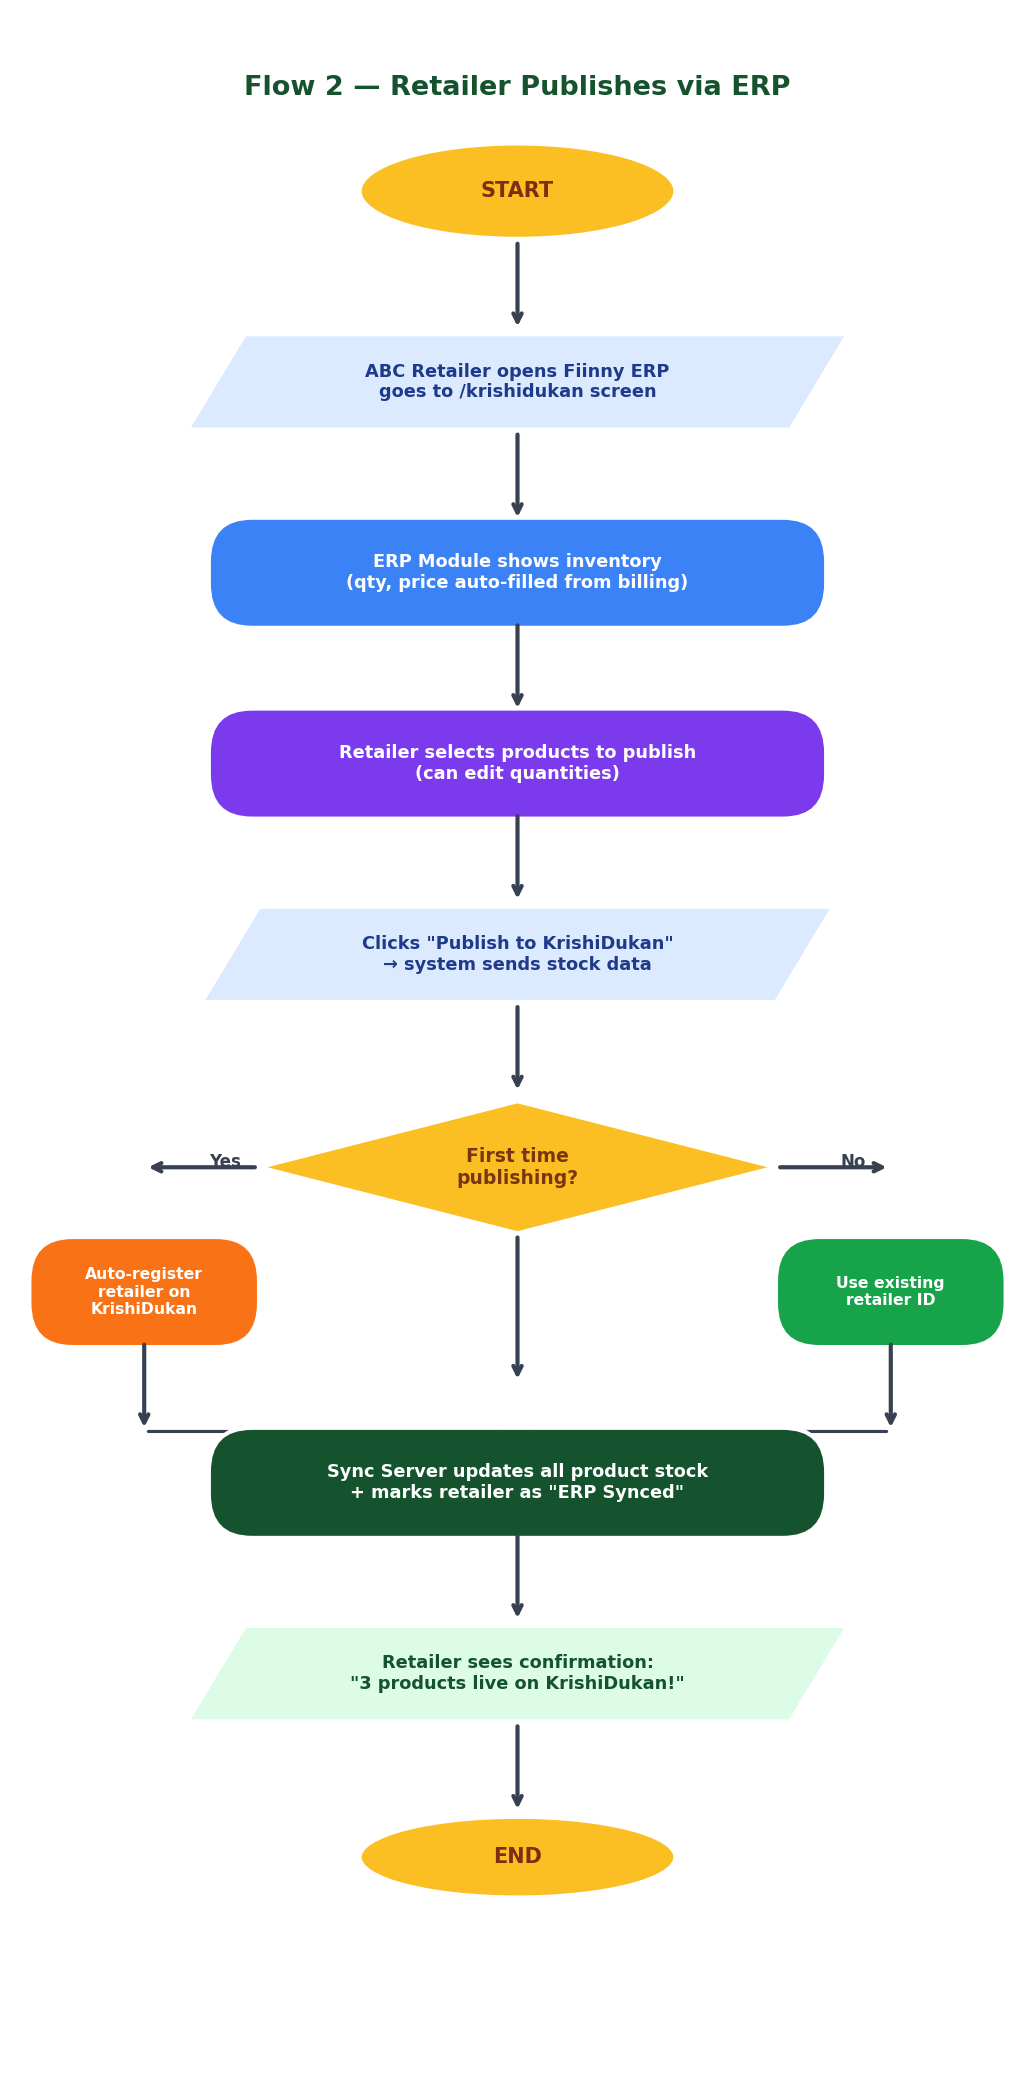 Flow 2 — Retailer Publishes via ERP
START
ABC Retailer opens Fiinny ERP
goes to /krishidukan screen
ERP Module shows inventory
(qty, price auto-filled from billing)
Retailer selects products to publish
(can edit quantities)
Clicks "Publish to KrishiDukan"
→ system sends stock data
First time
publishing?
Yes
No
Auto-register
retailer on
KrishiDukan
Use existing
retailer ID
Sync Server updates all product stock
+ marks retailer as "ERP Synced"
Retailer sees confirmation:
"3 products live on KrishiDukan!"
END